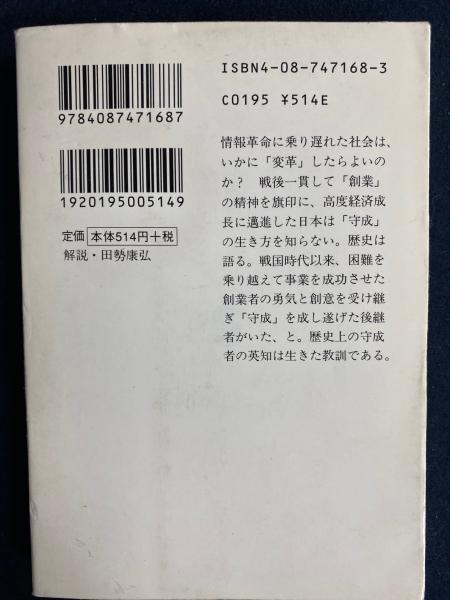 ISBN4-08-747168-3
C0195 ¥514E
9784087471687
1920195005149
定価 本体514円+税
解説・田勢康弘
情報革命に乗り遅れた社会は、
いかに「変革」したらよいの
か？ 戦後一貫して「創業」
の精神を旗印に、高度経済成
長に邁進した日本は「守成」
の生き方を知らない。歴史は
語る。戦国時代以来、困難を
乗り越えて事業を成功させた
創業者の勇気と創意を受け継
ぎ「守成」を成し遂げた後継
者がいた、と。歴史上の守成
者の英知は生きた教訓である。